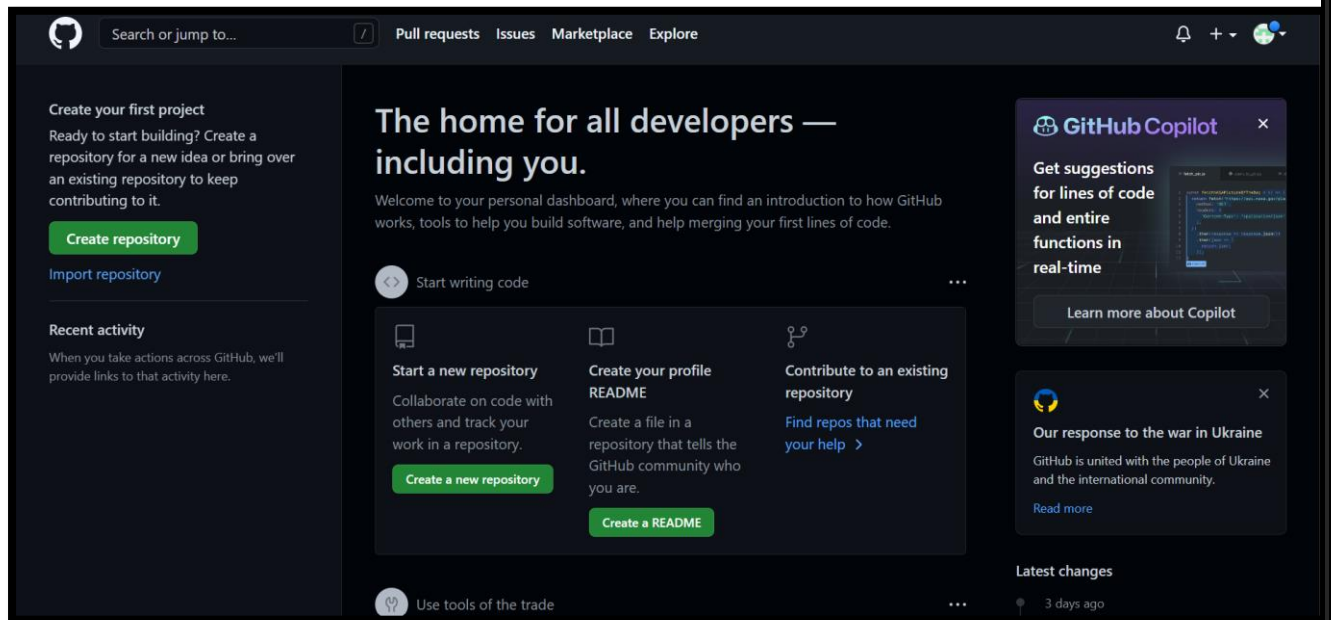 Search or jump to...
/
Pull requests Issues Marketplace Explore
Create your first project
Ready to start building? Create a
repository for a new idea or bring over
an existing repository to keep
contributing to it.
Create repository
Import repository
Recent activity
When you take actions across GitHub, we'll
provide links to that activity here.
The home for all developers —
including you.
Welcome to your personal dashboard, where you can find an introduction to how GitHub
works, tools to help you build software, and help merging your first lines of code.
Start writing code
Start a new repository
Collaborate on code with
others and track your
work in a repository.
Create a new repository
Create your profile
README
Create a file in a
repository that tells the
GitHub community who
you are.
Create a README
Contribute to an existing
repository
Find repos that need
your help >
Use tools of the trade
GitHub Copilot
Get suggestions
for lines of code
and entire
functions in
real-time
Learn more about Copilot
Our response to the war in Ukraine
GitHub is united with the people of Ukraine
and the international community.
Read more
Latest changes
3 days ago